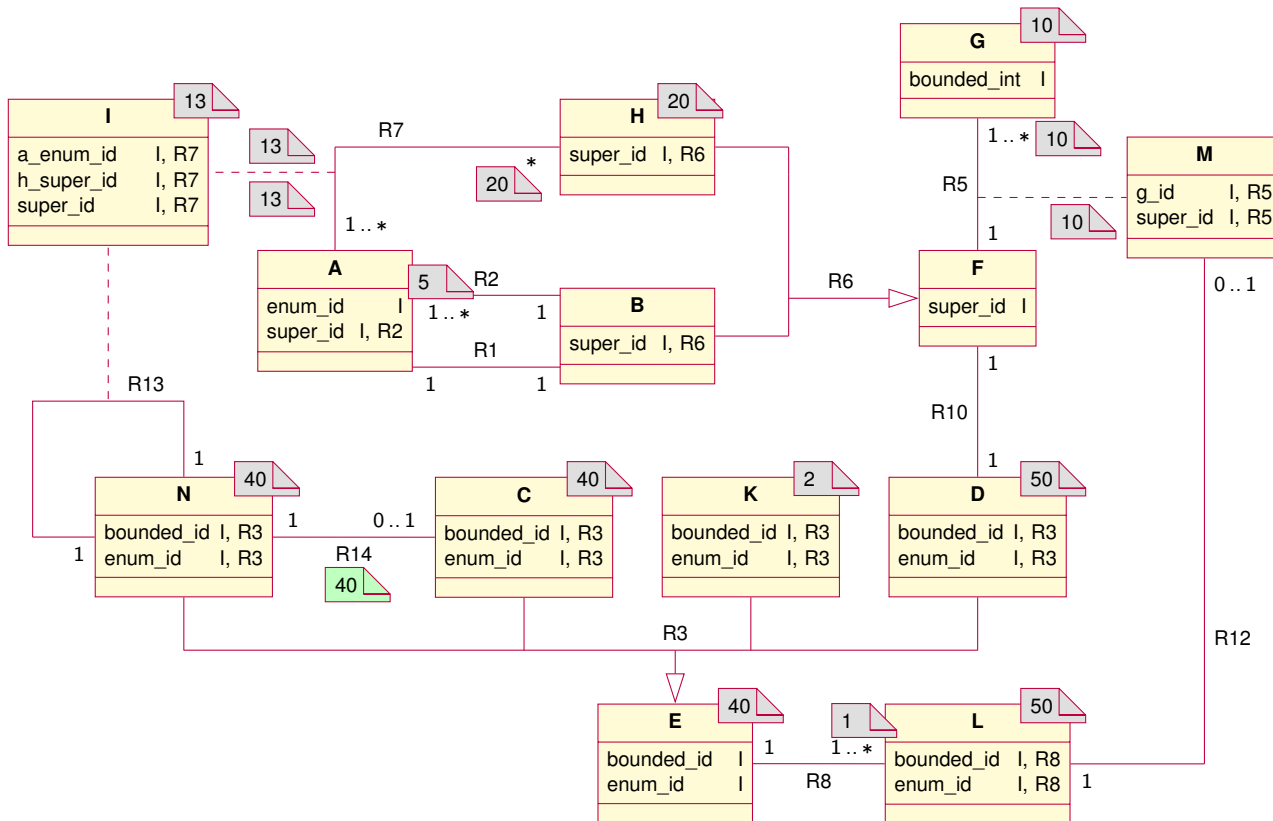 G
10
bounded_int I
1 .. *
10
R5
1
I
13
a_enum_id I, R7
h_super_id I, R7
super_id I, R7
13
13
R7
H
20
super_id I, R6
*
20
1 .. *
M
g_id I, R5
super_id I, R5
10
0 .. 1
A
5
enum_id I
super_id I, R2
R2
1 .. *
1
R1
1
1
B
super_id I, R6
R6
F
super_id I
1
R10
1
R13
1
1
N
40
bounded_id I, R3
enum_id I, R3
1
0 .. 1
R14
40
C
40
bounded_id I, R3
enum_id I, R3
K
2
bounded_id I, R3
enum_id I, R3
D
50
bounded_id I, R3
enum_id I, R3
R3
R12
E
40
bounded_id I
enum_id I
1
1
1 .. *
R8
L
50
bounded_id I, R8
enum_id I, R8
1